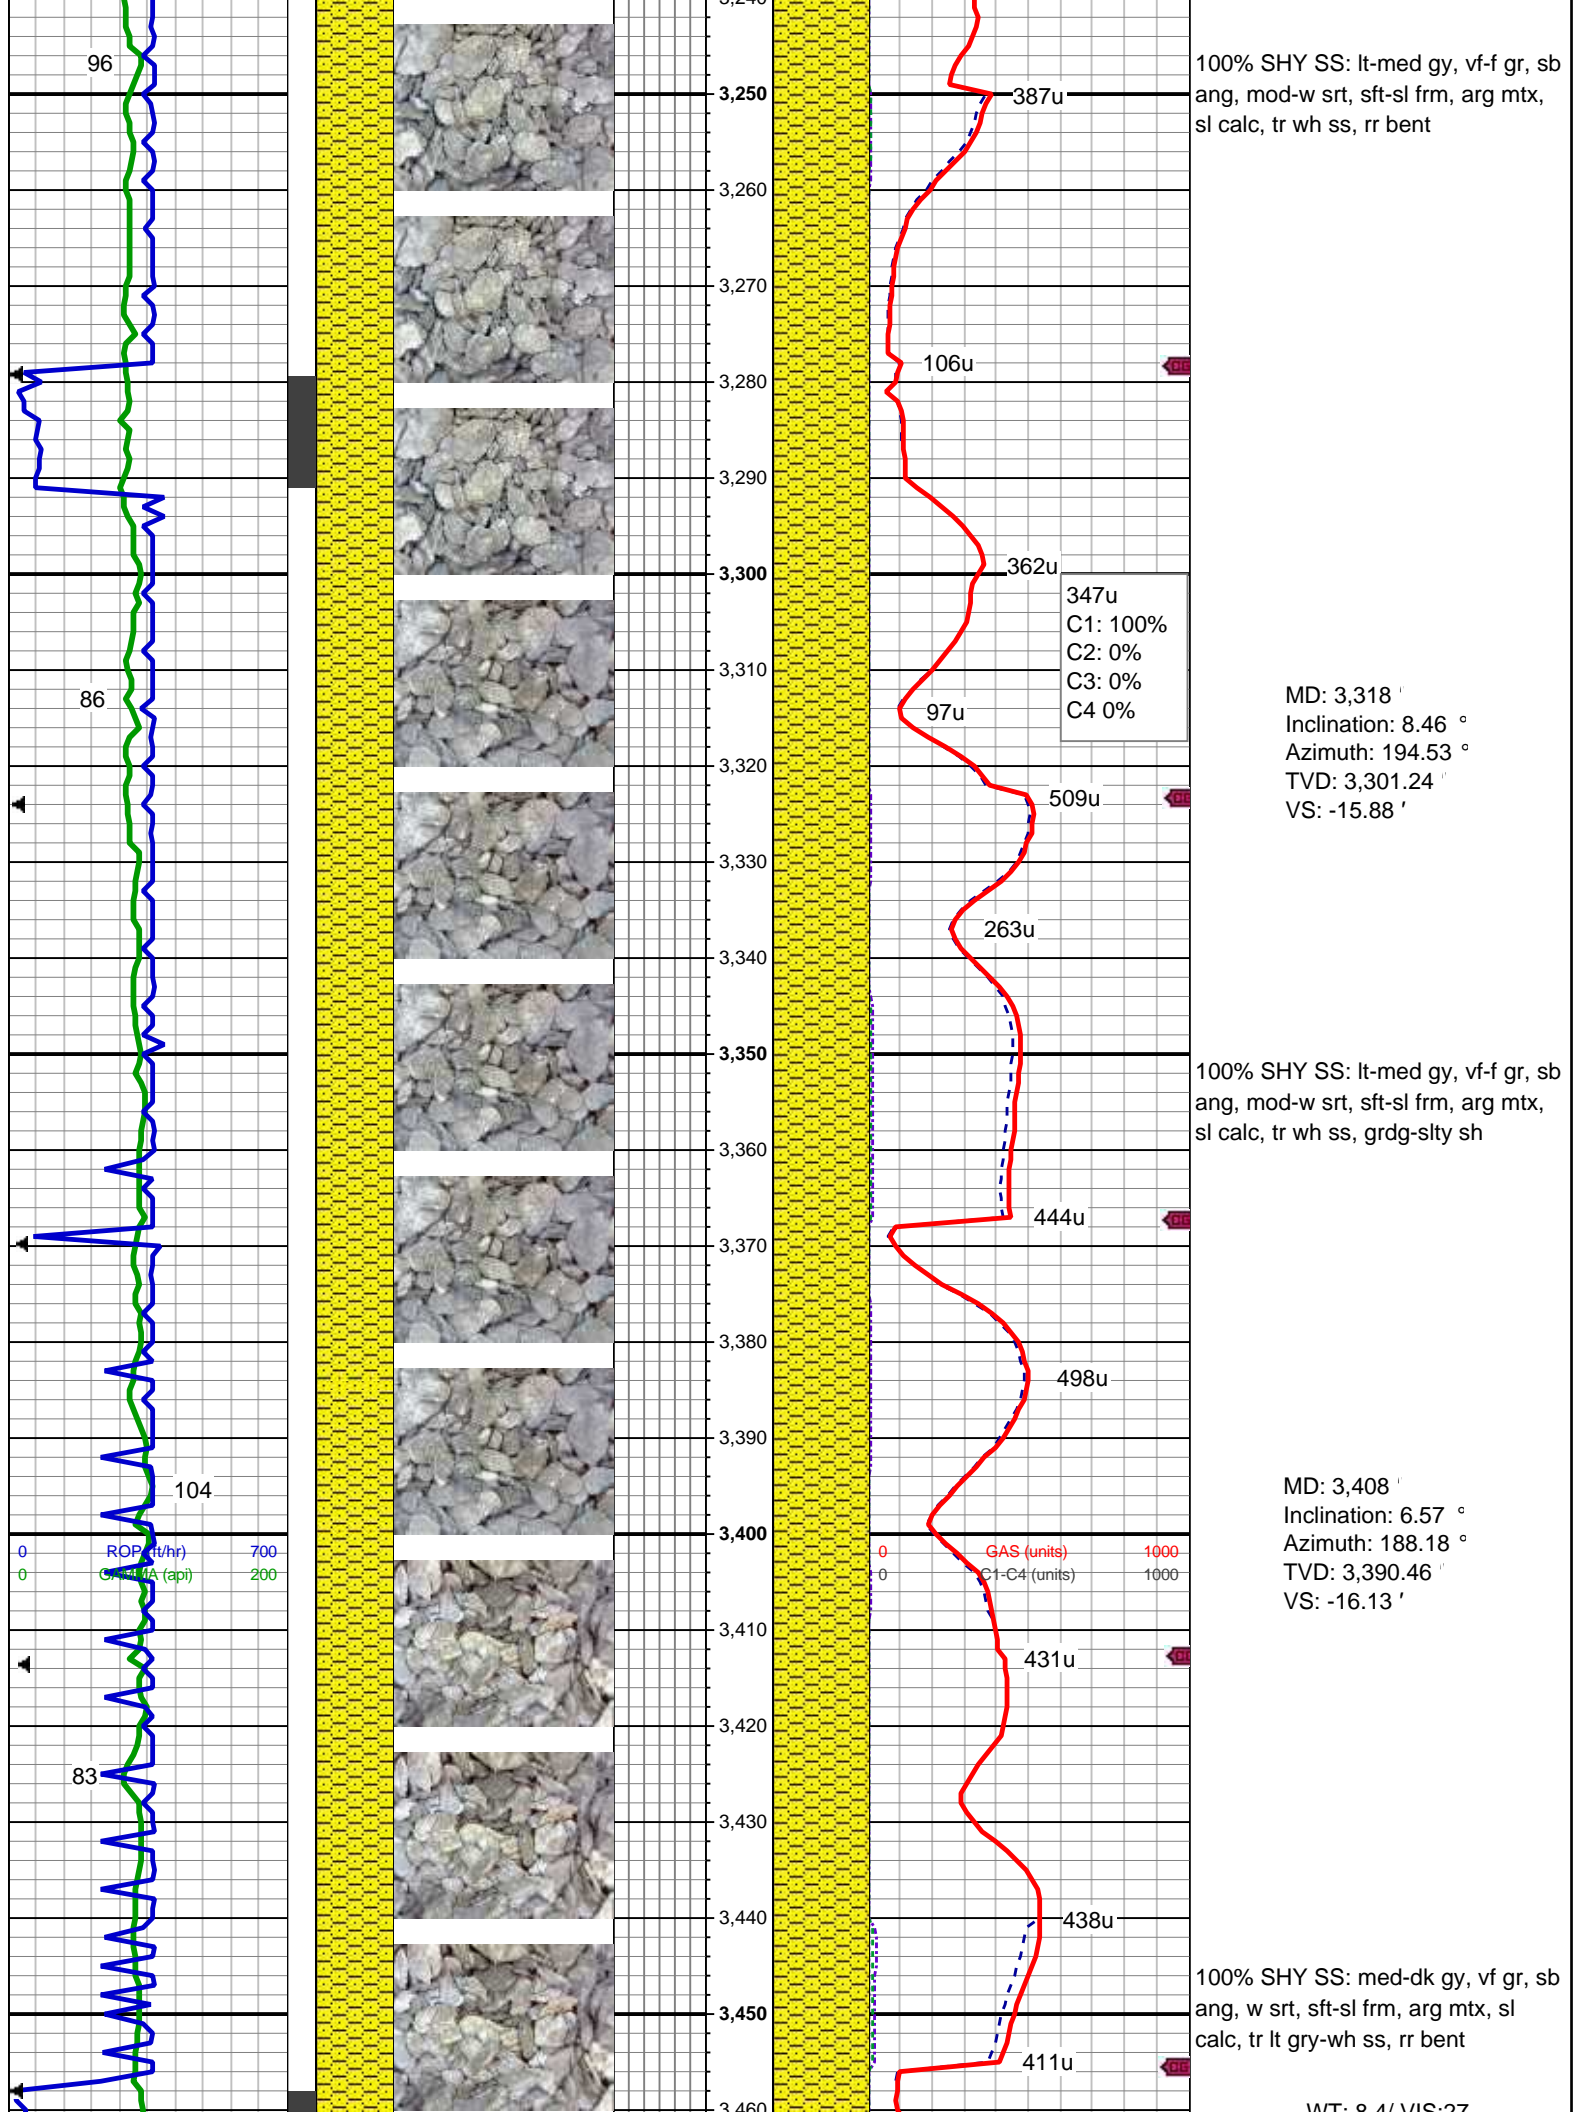 96
100% SHY SS: lt-med gy, vf-f gr, sb
ang, mod-w srt, sft-sl frm, arg mtx,
sl calc, tr wh ss, rr bent
3,250
387u
3,260
3,270
106u
3,280
3,290
362u
3,300
347u
C1: 100%
C2: 0%
C3: 0%
C4 0%
3,310
86
97u
MD: 3,318 '
Inclination: 8.46 °
Azimuth: 194.53 °
TVD: 3,301.24 '
VS: -15.88 '
3,320
509u
3,330
263u
3,340
3,350
100% SHY SS: lt-med gy, vf-f gr, sb
ang, mod-w srt, sft-sl frm, arg mtx,
sl calc, tr wh ss, grdg-slty sh
3,360
444u
3,370
3,380
498u
3,390
104
MD: 3,408 '
Inclination: 6.57 °
Azimuth: 188.18 °
TVD: 3,390.46 '
VS: -16.13 '
3,400
0 ROP (ft/hr) 700
0 GAMMA (api) 200
0 GAS (units) 1000
0 C1-C4 (units) 1000
3,410
431u
3,420
83
3,430
3,440
438u
3,450
100% SHY SS: med-dk gy, vf gr, sb
ang, w srt, sft-sl frm, arg mtx, sl
calc, tr lt gry-wh ss, rr bent
411u
3,460
WT: 8.4/ VIS:27